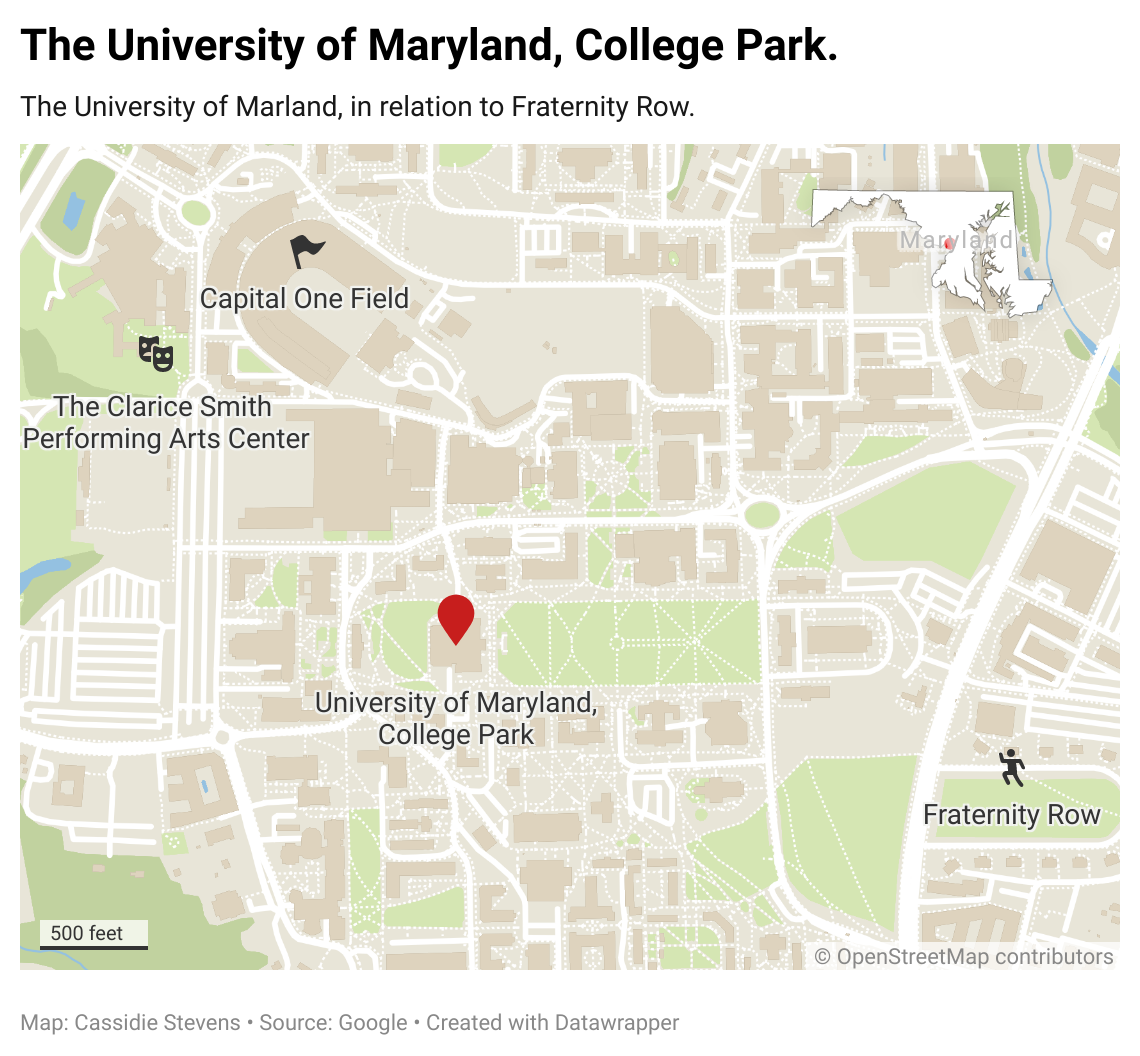 The University of Maryland, College Park.
The University of Marland, in relation to Fraternity Row.
Maryland
Capital One Field
The Clarice Smith
Performing Arts Center
University of Maryland,
College Park
Fraternity Row
500 feet
© OpenStreetMap contributors
Map: Cassidie Stevens • Source: Google • Created with Datawrapper